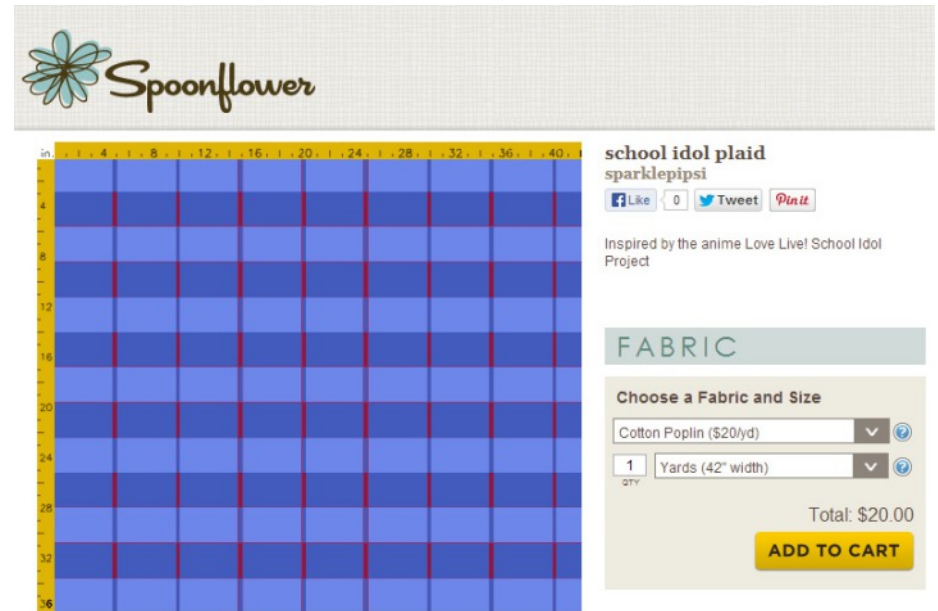 Spoonflower
in. 4 8 12 16 20 24 28 32 36 40
4
8
12
16
20
24
28
32
36
school idol plaid
sparklepipsi
Like 0 Tweet Pin it
Inspired by the anime Love Live! School Idol
Project
FABRIC
Choose a Fabric and Size
Cotton Poplin ($20/yd) ?
1 Yards (42" width) ?
QTY
Total: $20.00
ADD TO CART